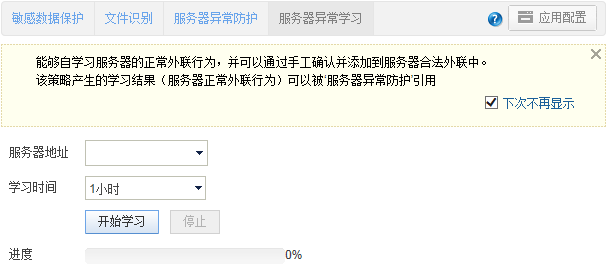 敏感数据保护 文件识别 服务器异常防护 服务器异常学习 应用配置
能够自学习服务器的正常外联行为，并可以通过手工确认并添加到服务器合法外联中。
该策略产生的学习结果（服务器正常外联行为）可以被'服务器异常防护'引用
下次不再显示
服务器地址
学习时间 1小时
开始学习 停止
进度 0%